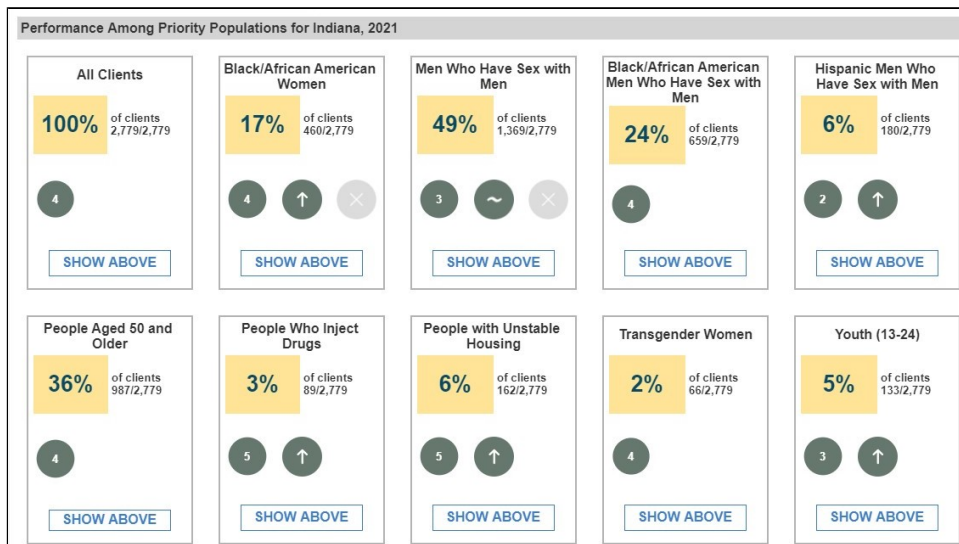 Performance Among Priority Populations for Indiana, 2021
All Clients
100%
of clients
2,779/2,779
4
SHOW ABOVE
Black/African American
Women
17%
of clients
460/2,779
4 ↑ ×
SHOW ABOVE
Men Who Have Sex with
Men
49%
of clients
1,369/2,779
3 ~ ×
SHOW ABOVE
Black/African American
Men Who Have Sex with
Men
24%
of clients
659/2,779
4
SHOW ABOVE
Hispanic Men Who
Have Sex with Men
6%
of clients
180/2,779
2 ↑
SHOW ABOVE
People Aged 50 and
Older
36%
of clients
987/2,779
4
SHOW ABOVE
People Who Inject
Drugs
3%
of clients
89/2,779
5 ↑
SHOW ABOVE
People with Unstable
Housing
6%
of clients
162/2,779
5 ↑
SHOW ABOVE
Transgender Women
2%
of clients
66/2,779
4
SHOW ABOVE
Youth (13-24)
5%
of clients
133/2,779
3 ↑
SHOW ABOVE